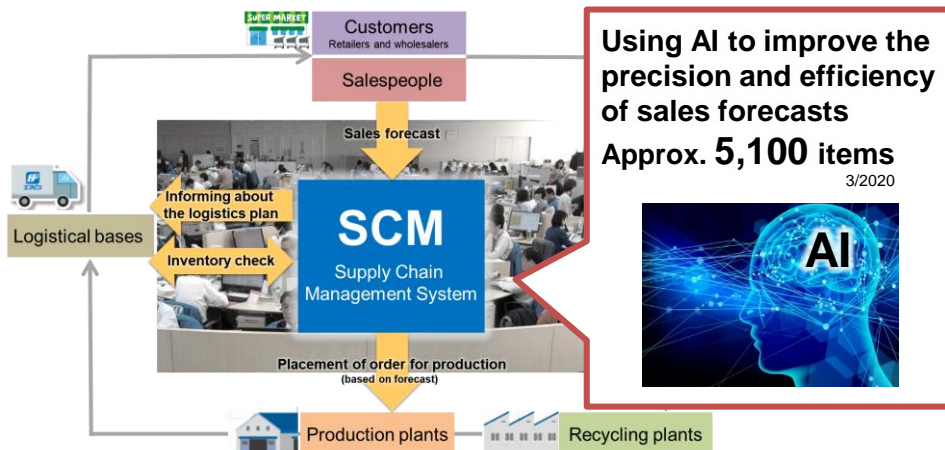 SUPER MARKET
Customers
Retailers and wholesalers
Salespeople
Sales forecast
Informing about
the logistics plan
Logistical bases
Inventory check
SCM
Supply Chain
Management System
Placement of order for production
(based on forecast)
Production plants
Recycling plants
Using AI to improve the
precision and efficiency
of sales forecasts
Approx. 5,100 items
3/2020
AI